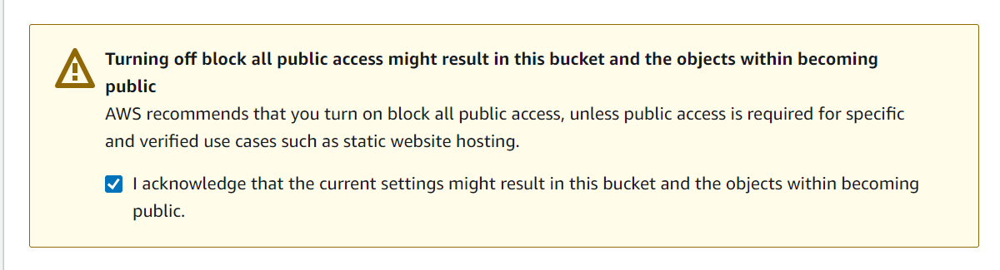 Turning off block all public access might result in this bucket and the objects within becoming
public
AWS recommends that you turn on block all public access, unless public access is required for specific
and verified use cases such as static website hosting.
I acknowledge that the current settings might result in this bucket and the objects within becoming
public.